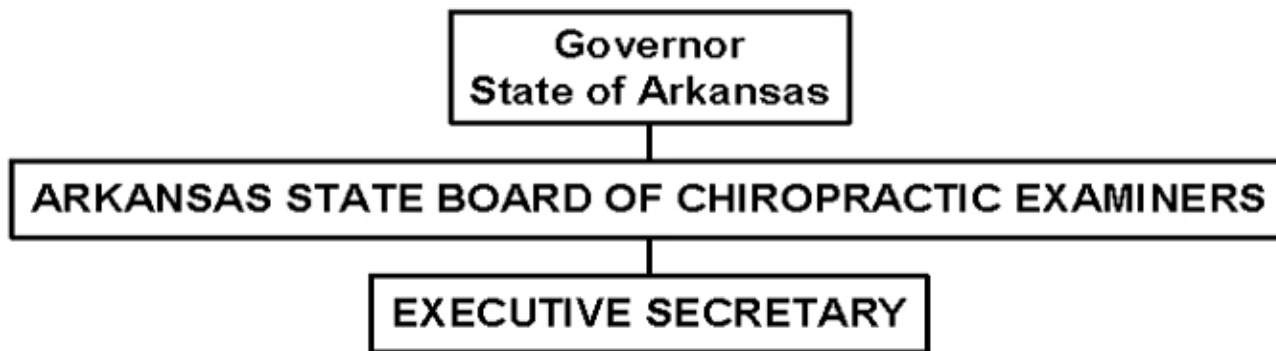 Governor
State of Arkansas
ARKANSAS STATE BOARD OF CHIROPRACTIC EXAMINERS
EXECUTIVE SECRETARY